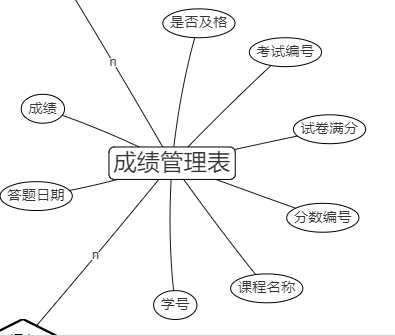 是否及格
考试编号
n
成绩
试卷满分
成绩管理表
答题日期
分数编号
n
课程名称
学号